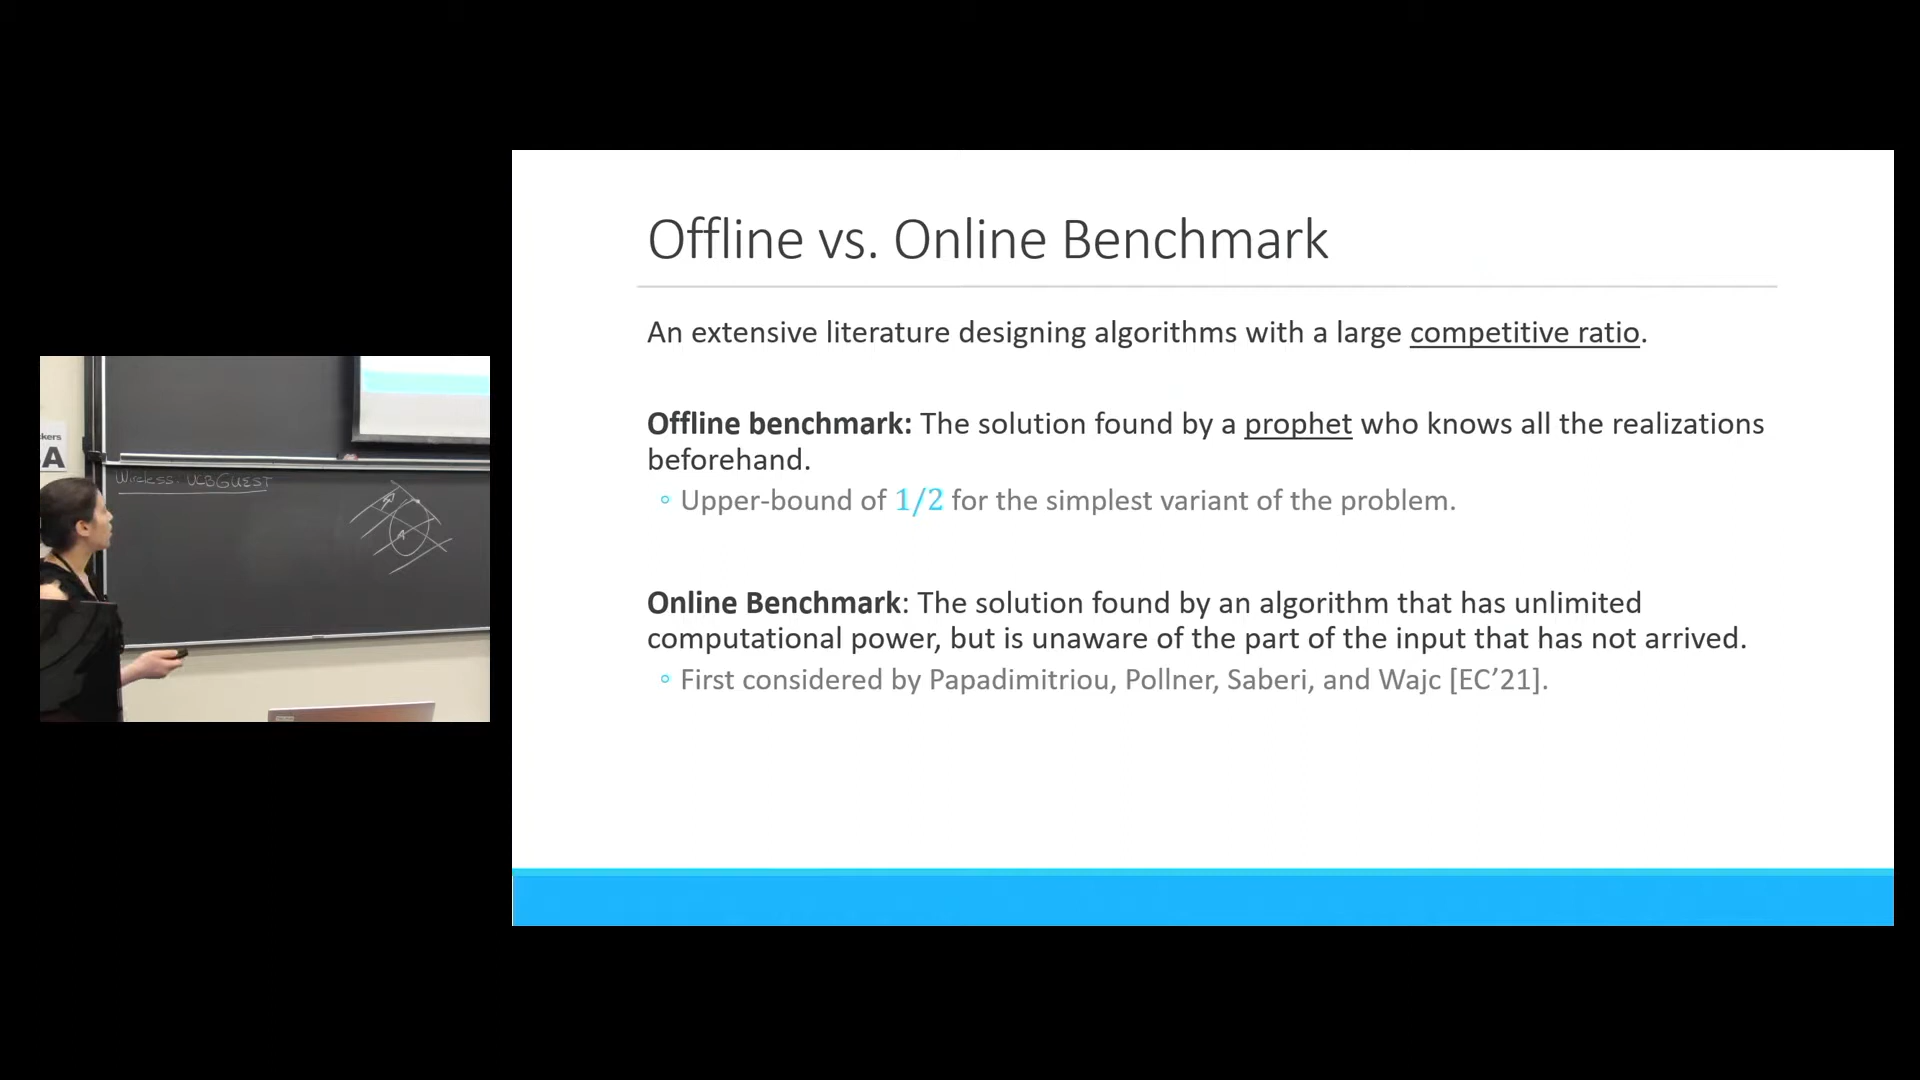 Offline vs. Online Benchmark
An extensive literature designing algorithms with a large competitive ratio.
Offline benchmark: The solution found by a prophet who knows all the realizations
beforehand.
◦ Upper-bound of 1/2 for the simplest variant of the problem.
Online Benchmark: The solution found by an algorithm that has unlimited
computational power, but is unaware of the part of the input that has not arrived.
◦ First considered by Papadimitriou, Pollner, Saberi, and Wajc [EC’21].
kers
A
Wireless: UCBGUEST
A